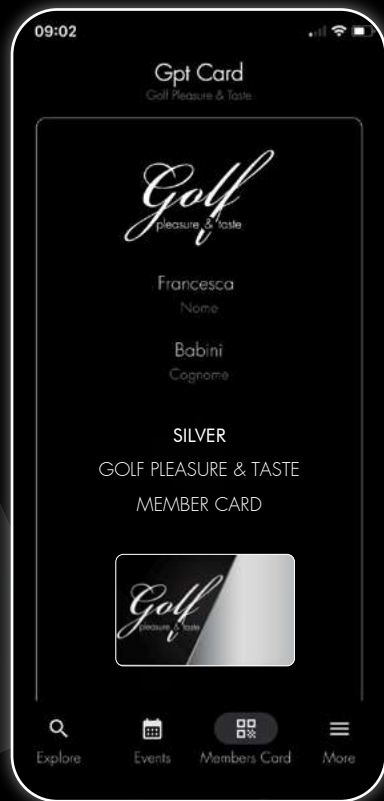 09:02
Gpt Card
Golf Pleasure & Taste
Golf
pleasure & taste
Francesca
Nome
Babini
Cognome
SILVER
GOLF PLEASURE & TASTE
MEMBER CARD
Golf
pleasure & taste
Explore Events Members Card More